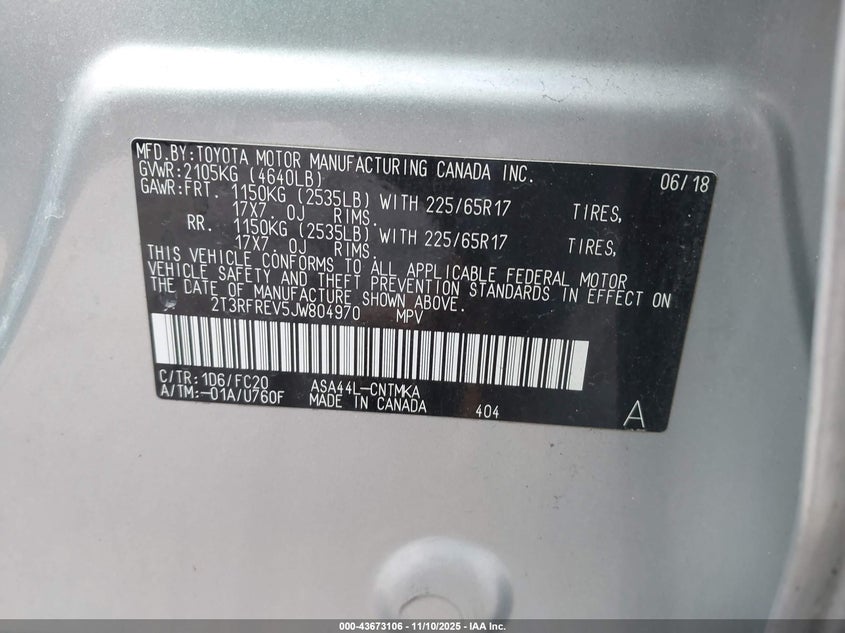 MFD.BY:TOYOTA MOTOR MANUFACTURING CANADA INC. 06/18
GVWR:2105KG (4640LB)
GAWR:FRT. 1150KG (2535LB) WITH 225/65R17 TIRES,
17X7.0J RIMS.
RR. 1150KG (2535LB) WITH 225/65R17 TIRES,
17X7.0J RIMS.
THIS VEHICLE CONFORMS TO ALL APPLICABLE FEDERAL MOTOR
VEHICLE SAFETY AND THEFT PREVENTION STANDARDS IN EFFECT ON
THE DATE OF MANUFACTURE SHOWN ABOVE.
2T3RFREV5JW804970 MPV
C/TR:1D6/FC20 ASA44L-CNTMKA
A/TM:-01A/U760F MADE IN CANADA 404 A
000-43673106 — 11/10/2025 — IAA Inc.